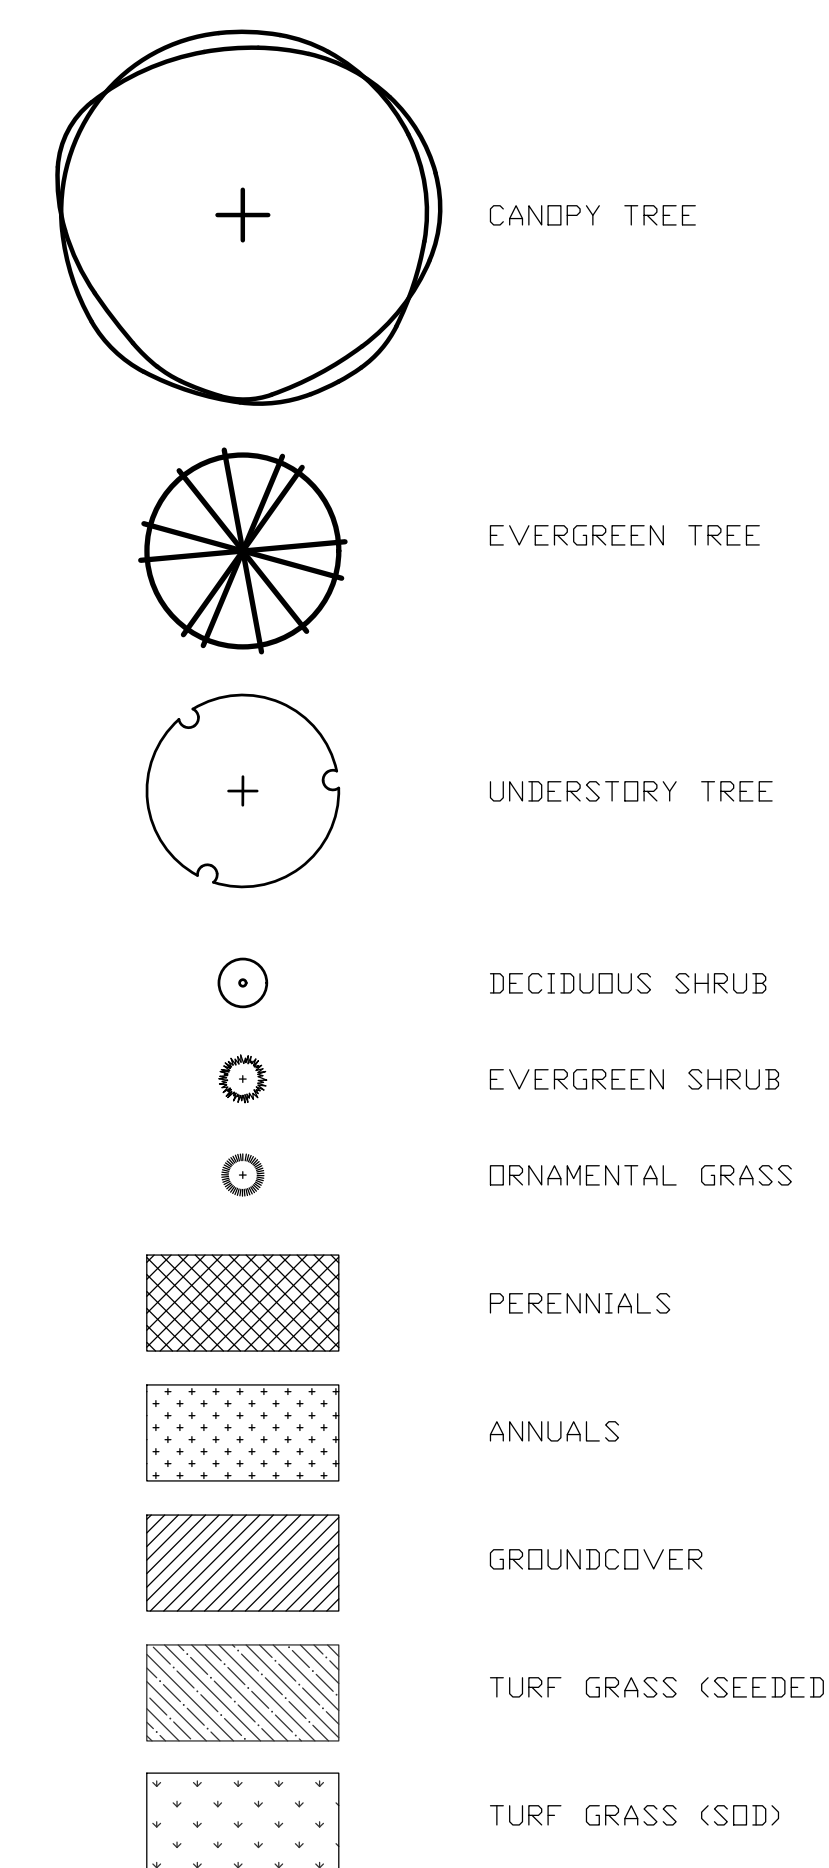 CANOPY TREE
EVERGREEN TREE
UNDERSTORY TREE
DECIDUOUS SHRUB
EVERGREEN SHRUB
ORNAMENTAL GRASS
PERENNIALS
ANNUALS
GROUNDCOVER
TURF GRASS (SEEDED
TURF GRASS (SOD)